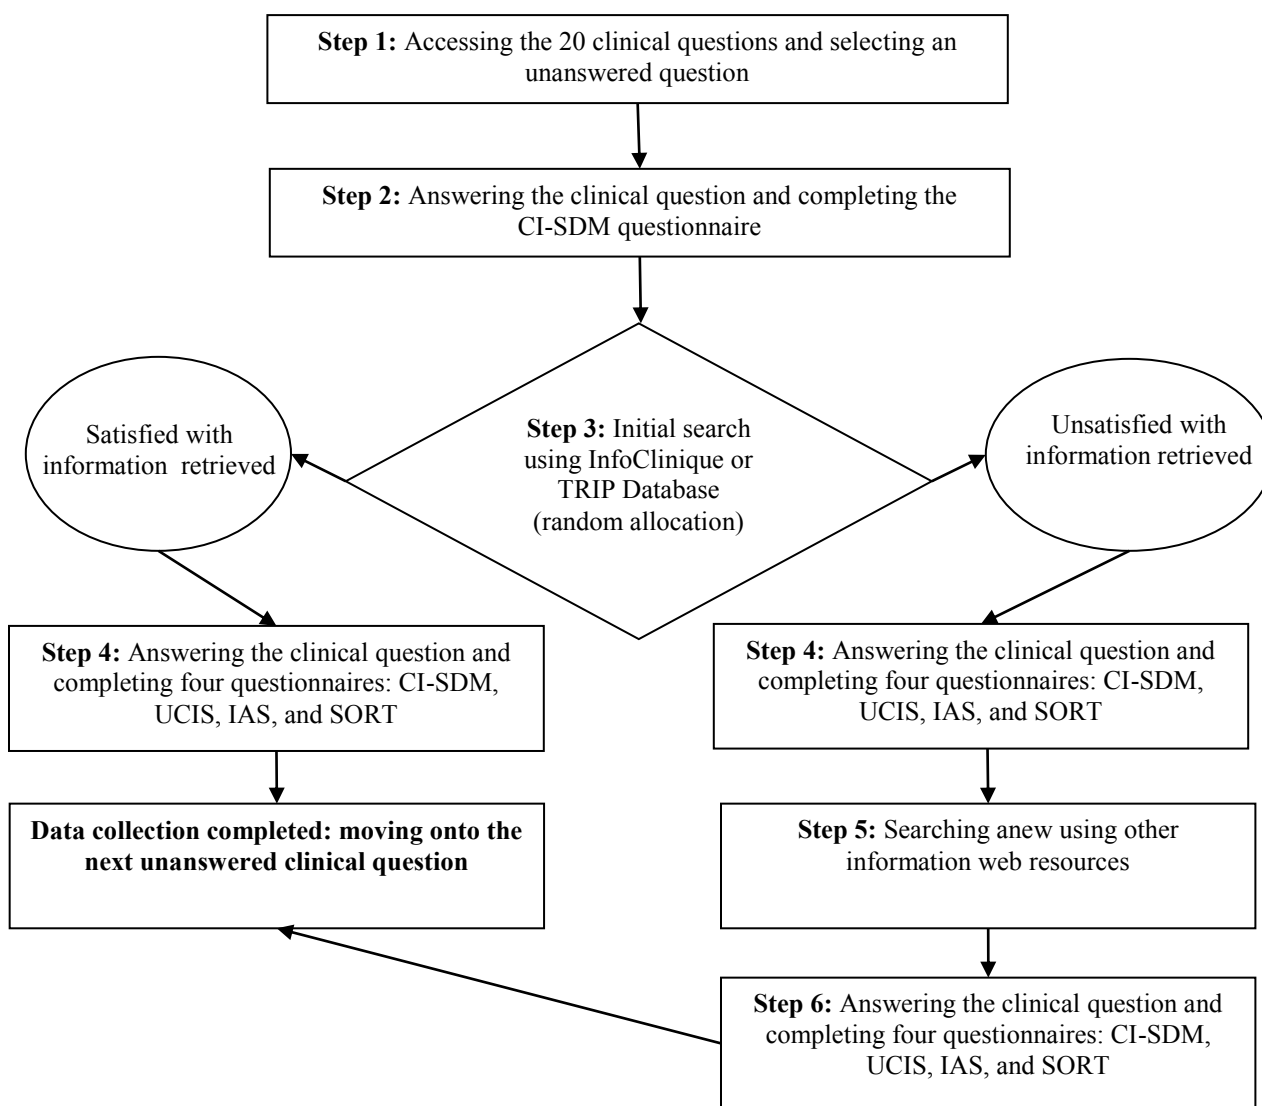 Step 1: Accessing the 20 clinical questions and selecting an
unanswered question
Step 2: Answering the clinical question and completing the
CI-SDM questionnaire
Step 3: Initial search
using InfoClinique or
TRIP Database
(random allocation)
Satisfied with
information retrieved
Unsatisfied with
information retrieved
Step 4: Answering the clinical question and
completing four questionnaires: CI-SDM,
UCIS, IAS, and SORT
Step 4: Answering the clinical question and
completing four questionnaires: CI-SDM,
UCIS, IAS, and SORT
Data collection completed: moving onto the
next unanswered clinical question
Step 5: Searching anew using other
information web resources
Step 6: Answering the clinical question and
completing four questionnaires: CI-SDM,
UCIS, IAS, and SORT